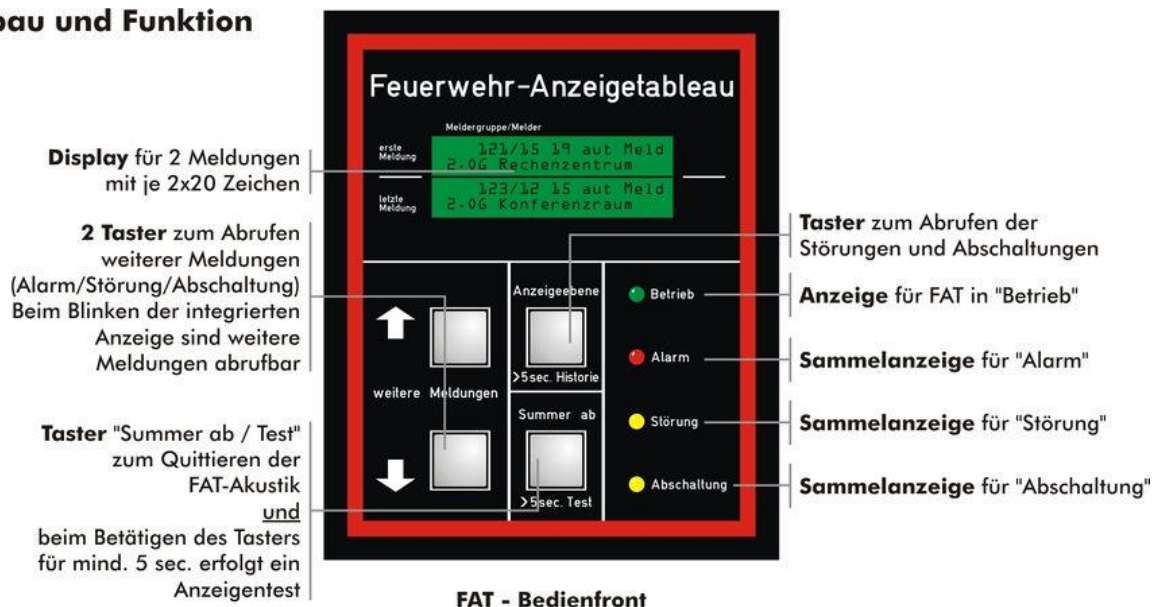 bau und Funktion
Feuerwehr-Anzeigetableau
Meldergruppe/Melder
erste
Meldung
121/15 19 aut Meld
2.OG Rechenzentrum
letzte
Meldung
123/12 15 aut Meld
2.OG Konferenzraum
Display für 2 Meldungen
mit je 2x20 Zeichen
2 Taster zum Abrufen
weiterer Meldungen
(Alarm/Störung/Abschaltung)
Beim Blinken der integrierten
Anzeige sind weitere
Meldungen abrufbar
Taster "Summer ab / Test"
zum Quittieren der
FAT-Akustik
und
beim Betätigen des Tasters
für mind. 5 sec. erfolgt ein
Anzeigentest
weitere Meldungen
Anzeigeebene
>5sec. Historie
Summer ab
>5sec. Test
Betrieb
Alarm
Störung
Abschaltung
Taster zum Abrufen der
Störungen und Abschaltungen
Anzeige für FAT in "Betrieb"
Sammelanzeige für "Alarm"
Sammelanzeige für "Störung"
Sammelanzeige für "Abschaltung"
FAT - Bedienfront